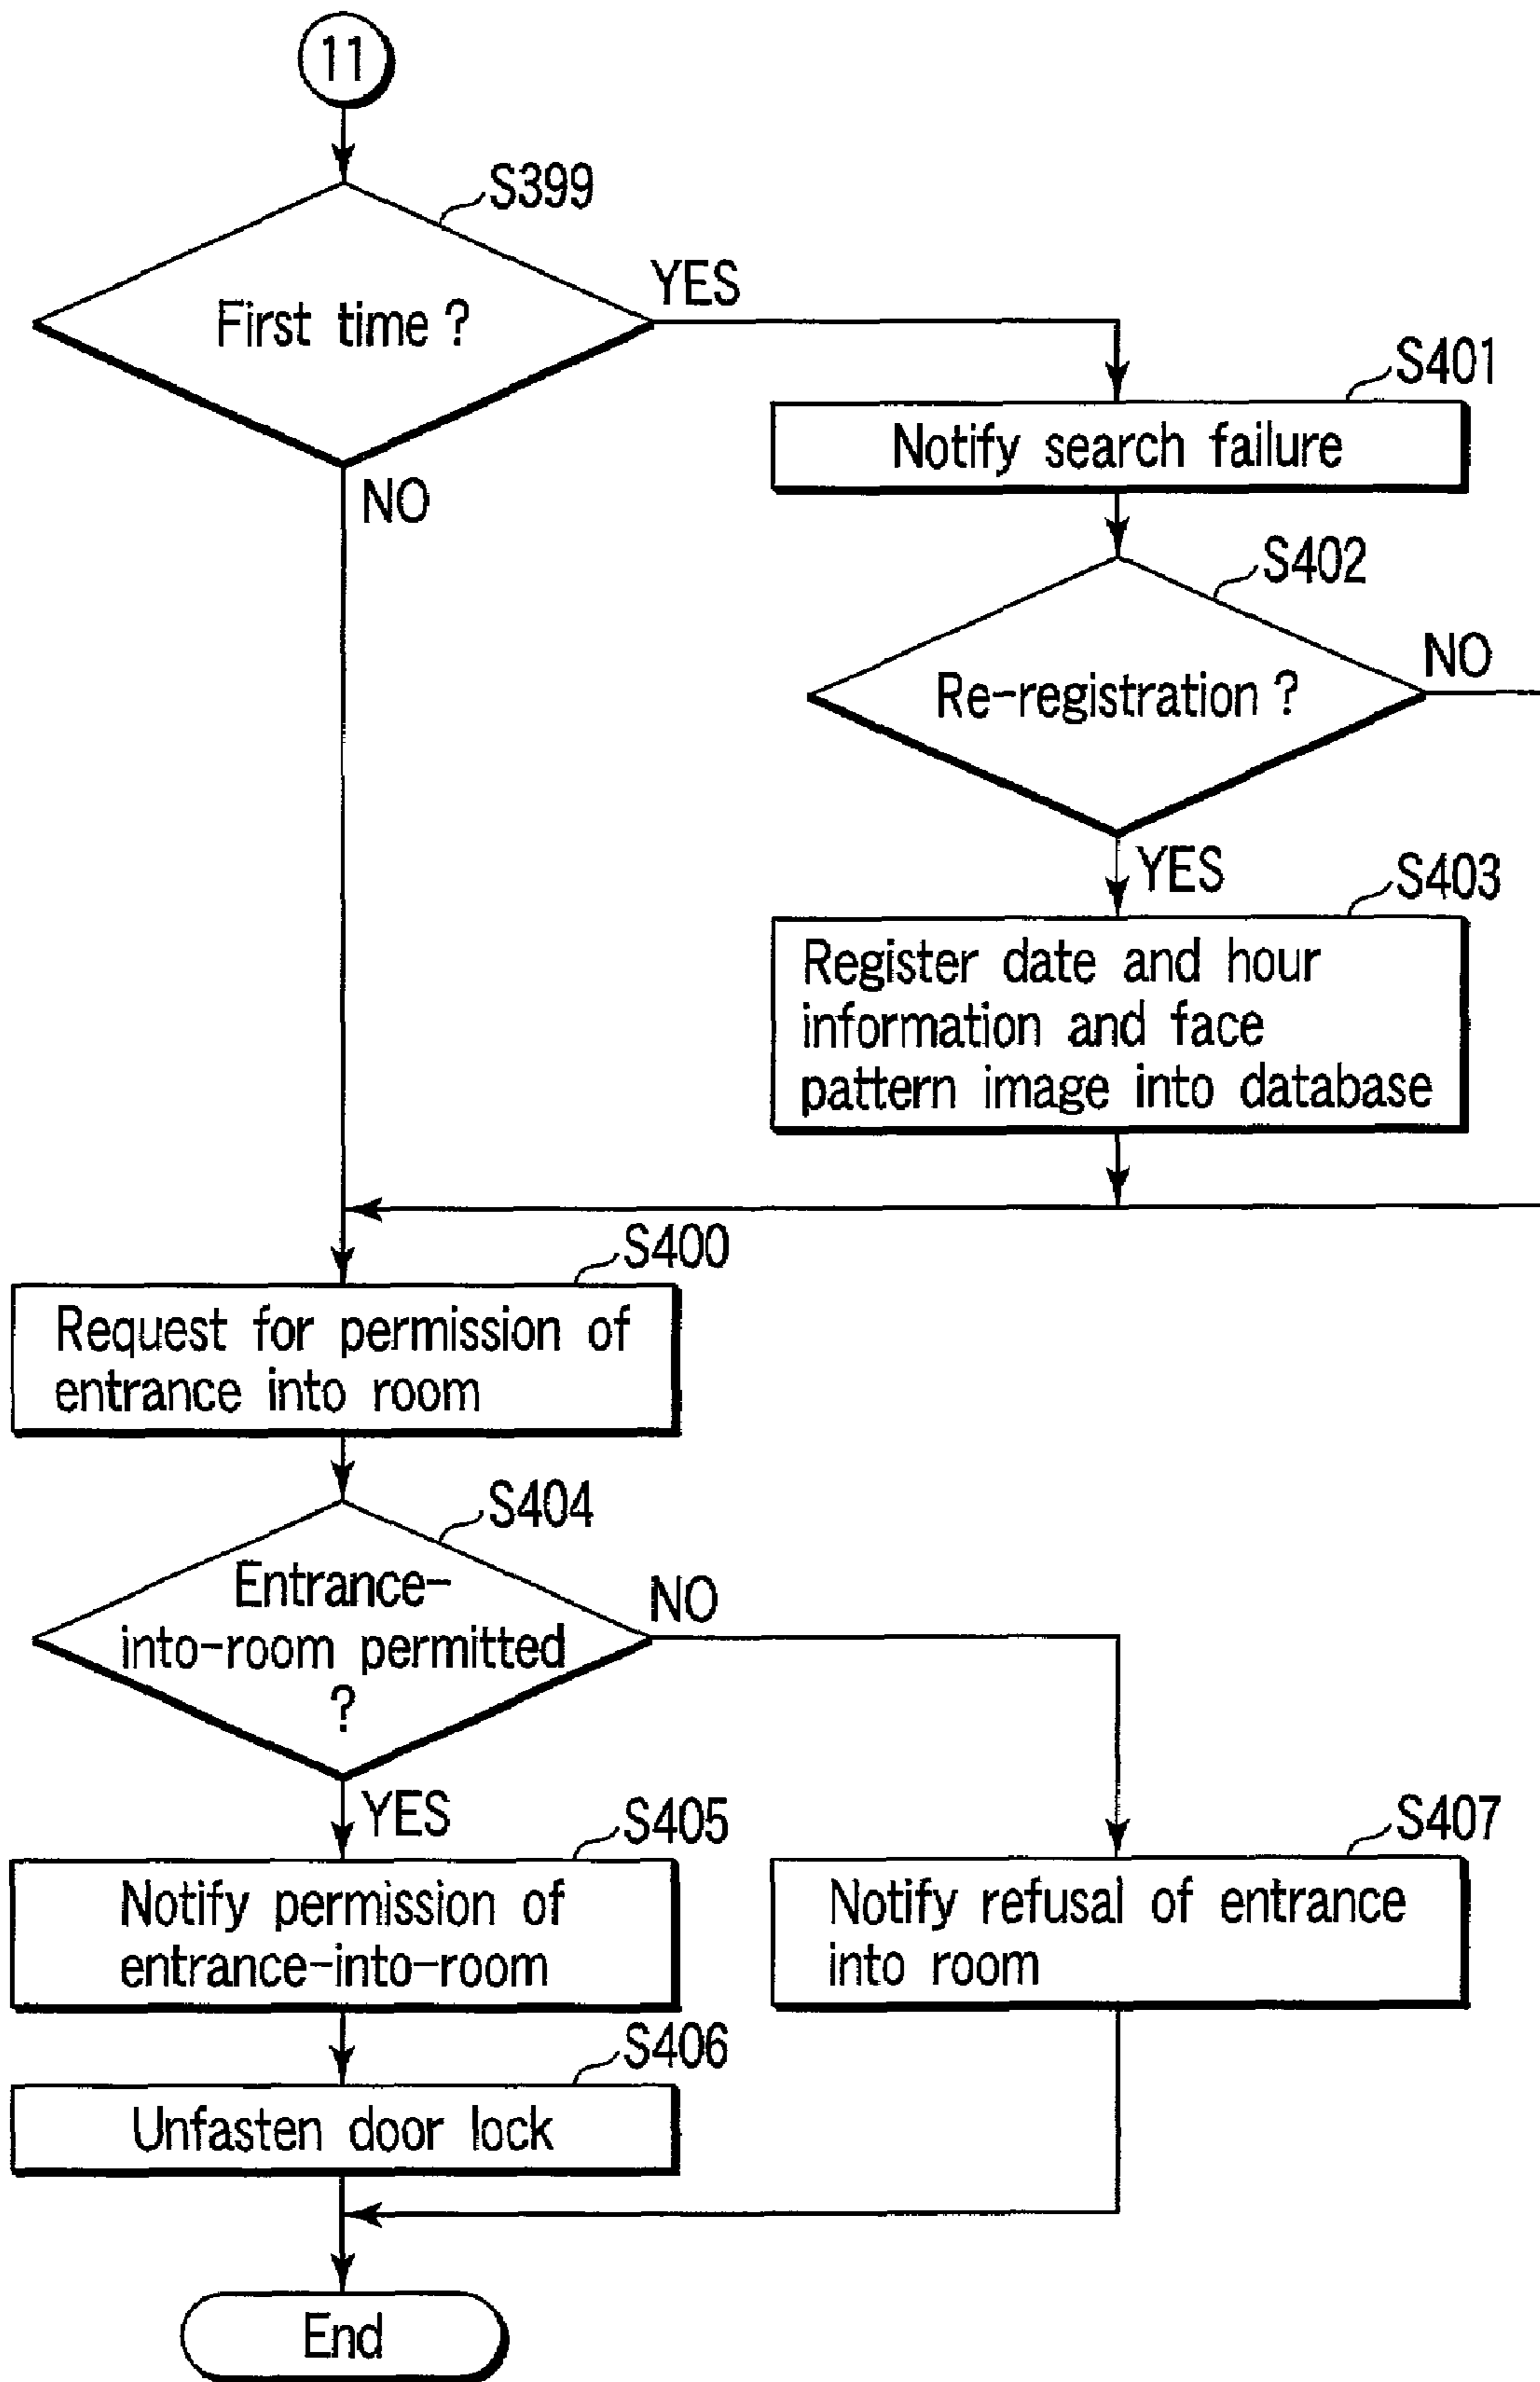 11
S399
First time ?
YES
NO
S401
Notify search failure
S402
Re-registration ?
NO
YES
S403
Register date and hour
information and face
pattern image into database
S400
Request for permission of
entrance into room
S404
Entrance-
into-room permitted
?
NO
YES
S405
Notify permission of
entrance-into-room
S407
Notify refusal of entrance
into room
S406
Unfasten door lock
End